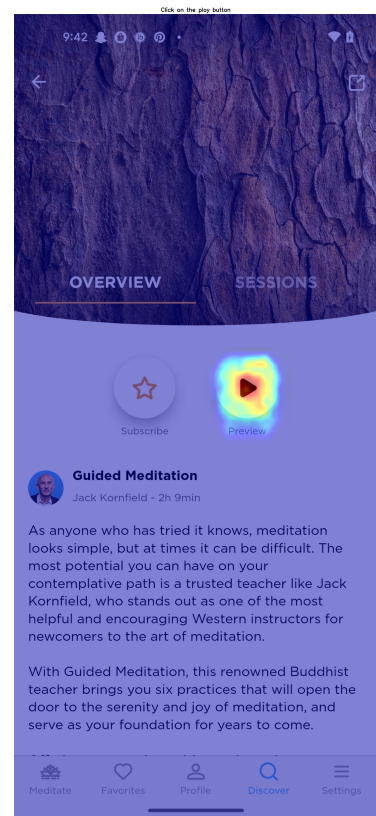 Click on the play button
9:42
OVERVIEW
SESSIONS
Subscribe
Preview
Guided Meditation
Jack Kornfield - 2h 9min
As anyone who has tried it knows, meditation
looks simple, but at times it can be difficult. The
most potential you can have on your
contemplative path is a trusted teacher like Jack
Kornfield, who stands out as one of the most
helpful and encouraging Western instructors for
newcomers to the art of meditation.
With Guided Meditation, this renowned Buddhist
teacher brings you six practices that will open the
door to the serenity and joy of meditation, and
serve as your foundation for years to come.
Meditate
Favorites
Profile
Discover
Settings